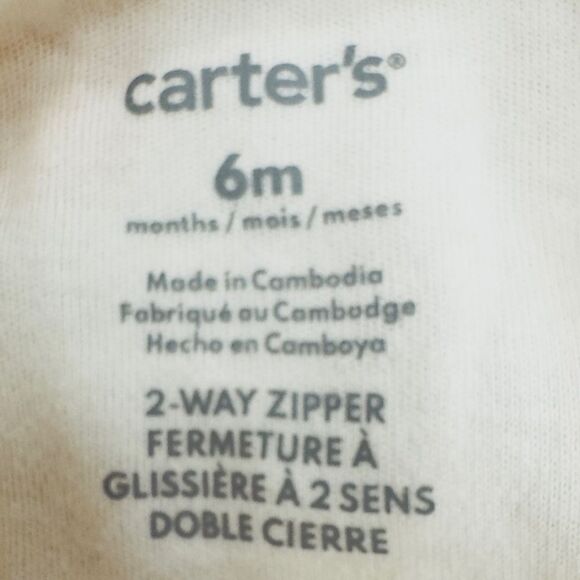 carter's®
6m
months / mois / meses
Made in Cambodia
Fabriqué au Cambodge
Hecho en Camboya
2-WAY ZIPPER
FERMETURE À
GLISSIÈRE À 2 SENS
DOBLE CIERRE